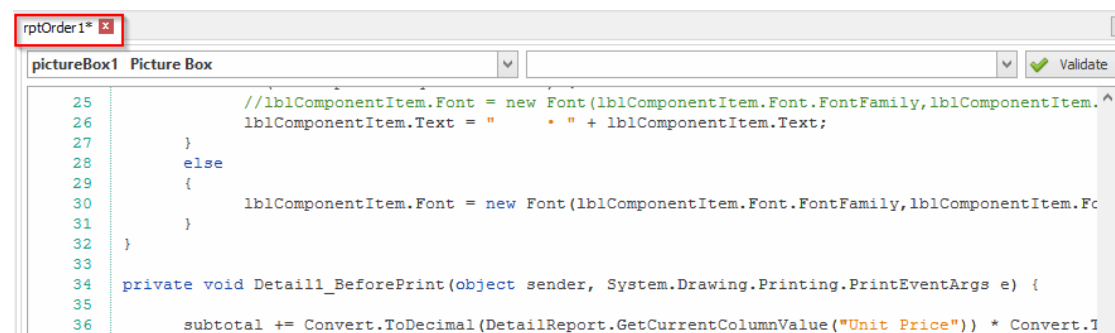 rptOrder1*
pictureBox1 Picture Box
Validate
25 //lblComponentItem.Font = new Font(lblComponentItem.Font.FontFamily,lblComponentItem.
26 lblComponentItem.Text = "     • " + lblComponentItem.Text;
27 }
28 else
29 {
30 lblComponentItem.Font = new Font(lblComponentItem.Font.FontFamily,lblComponentItem.Fo
31 }
32 }
33
34 private void Detail1_BeforePrint(object sender, System.Drawing.Printing.PrintEventArgs e) {
35
36 subtotal += Convert.ToDecimal(DetailReport.GetCurrentColumnValue("Unit Price")) * Convert.T